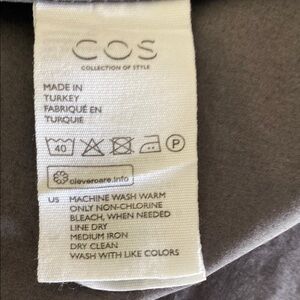 COS
COLLECTION OF STYLE
MADE IN
TURKEY
FABRIQUÉ EN
TURQUIE
40 P
clevercare.info
US MACHINE WASH WARM
ONLY NON-CHLORINE
BLEACH, WHEN NEEDED
LINE DRY
MEDIUM IRON
DRY CLEAN
WASH WITH LIKE COLORS